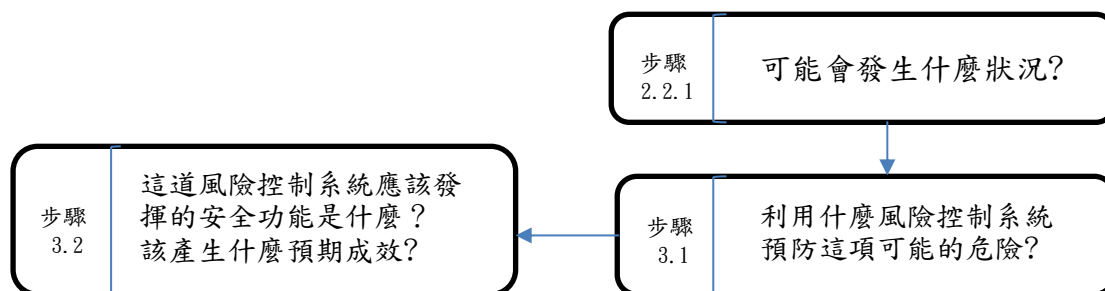 步驟
2.2.1
可能會發生什麼狀況?
步驟
3.1
利用什麼風險控制系統
預防這項可能的危險?
步驟
3.2
這道風險控制系統應該發
揮的安全功能是什麼？
該產生什麼預期成效?